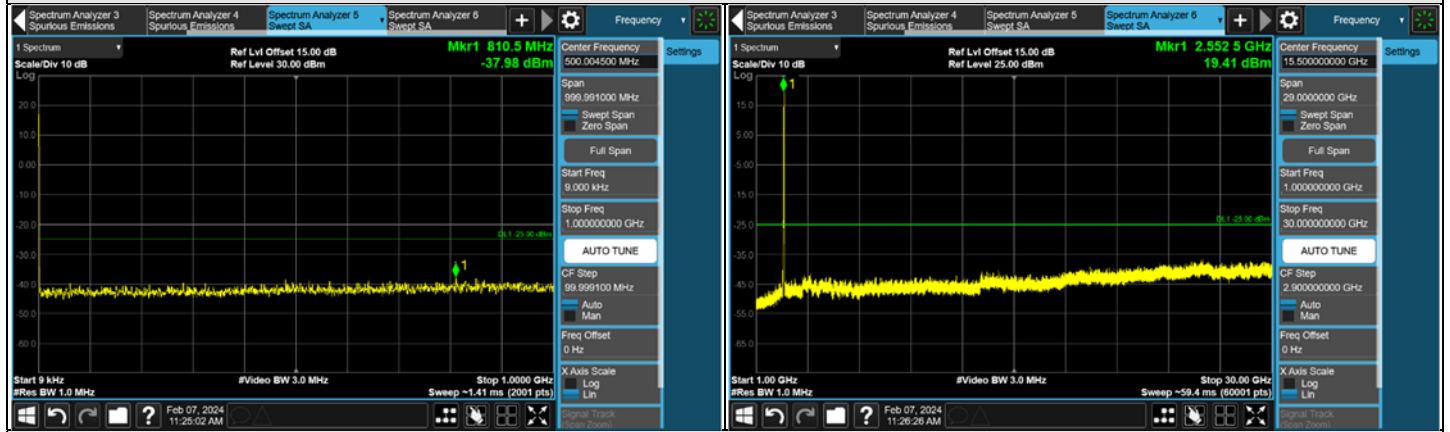 Spectrum Analyzer 3
Spurious Emissions
Spectrum Analyzer 4
Spurious Emissions
Spectrum Analyzer 5
Swept SA
Spectrum Analyzer 6
Swept SA
+
Frequency
1 Spectrum
Scale/Div 10 dB
Log
Ref Lvl Offset 15.00 dB
Ref Level 30.00 dBm
Mkr1 810.5 MHz
-37.98 dBm
20.0
10.0
0.00
-10.0
-20.0
-30.0
-40.0
-50.0
-60.0
DL1 -25.00 dBm
1
Start 9 kHz
#Res BW 1.0 MHz
#Video BW 3.0 MHz
Stop 1.0000 GHz
Sweep ~1.41 ms (2001 pts)
Center Frequency
500.004500 MHz
Settings
Span
999.991000 MHz
Swept Span
Zero Span
Full Span
Start Freq
9.000 kHz
Stop Freq
1.000000000 GHz
AUTO TUNE
CF Step
99.999100 MHz
Auto
Man
Freq Offset
0 Hz
X Axis Scale
Log
Lin
Signal Track
(Span Zoom)
?
Feb 07, 2024
11:25:02 AM
Spectrum Analyzer 3
Spurious Emissions
Spectrum Analyzer 4
Spurious Emissions
Spectrum Analyzer 5
Swept SA
Spectrum Analyzer 6
Swept SA
+
Frequency
1 Spectrum
Scale/Div 10 dB
Log
Ref Lvl Offset 15.00 dB
Ref Level 25.00 dBm
Mkr1 2.552 5 GHz
19.41 dBm
1
15.0
5.00
-5.00
-15.0
-25.0
-35.0
-45.0
-55.0
-65.0
DL1 -25.00 dBm
Start 1.00 GHz
#Res BW 1.0 MHz
#Video BW 3.0 MHz
Stop 30.00 GHz
Sweep ~59.4 ms (60001 pts)
Center Frequency
15.500000000 GHz
Settings
Span
29.0000000 GHz
Swept Span
Zero Span
Full Span
Start Freq
1.000000000 GHz
Stop Freq
30.000000000 GHz
AUTO TUNE
CF Step
2.900000000 GHz
Auto
Man
Freq Offset
0 Hz
X Axis Scale
Log
Lin
Signal Track
(Span Zoom)
?
Feb 07, 2024
11:26:26 AM